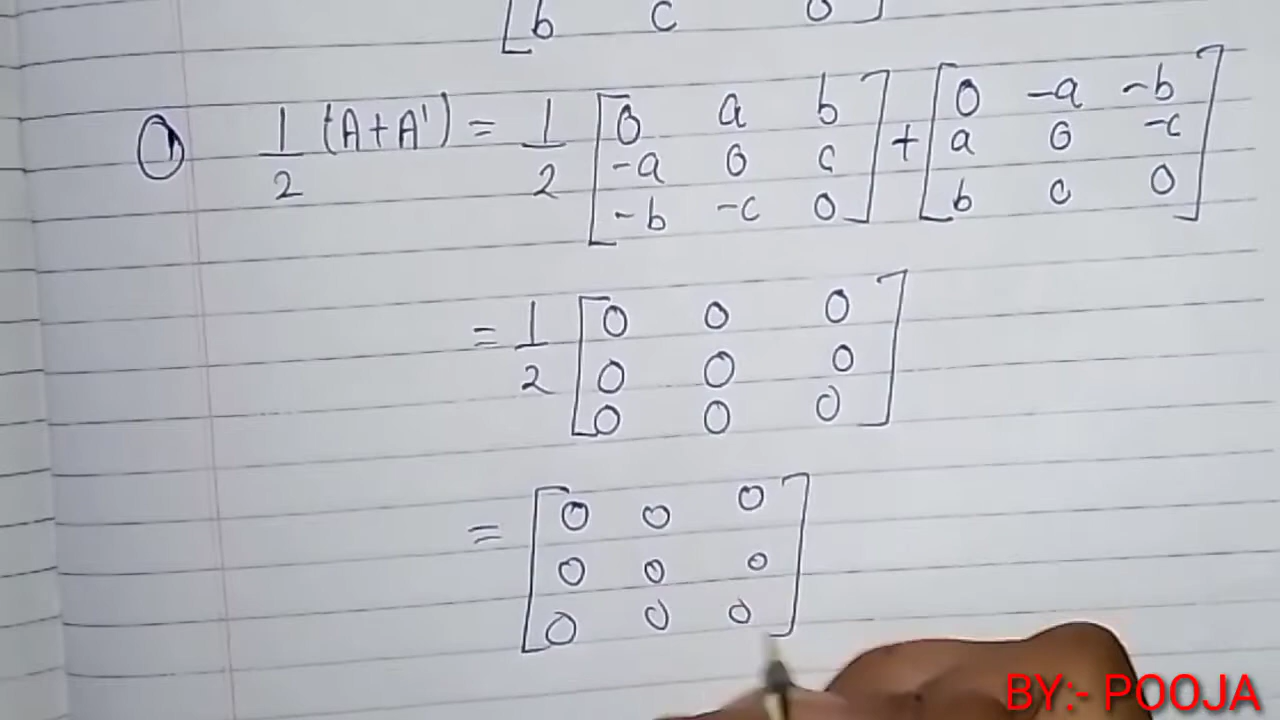 b c 0
① 1/2 (A+A') = 1/2 [0 a b; -a 0 c; -b -c 0] + [0 -a -b; a 0 -c; b c 0]
= 1/2 [0 0 0; 0 0 0; 0 0 0]
= [0 0 0; 0 0 0; 0 0 0]
BY:- POOJA